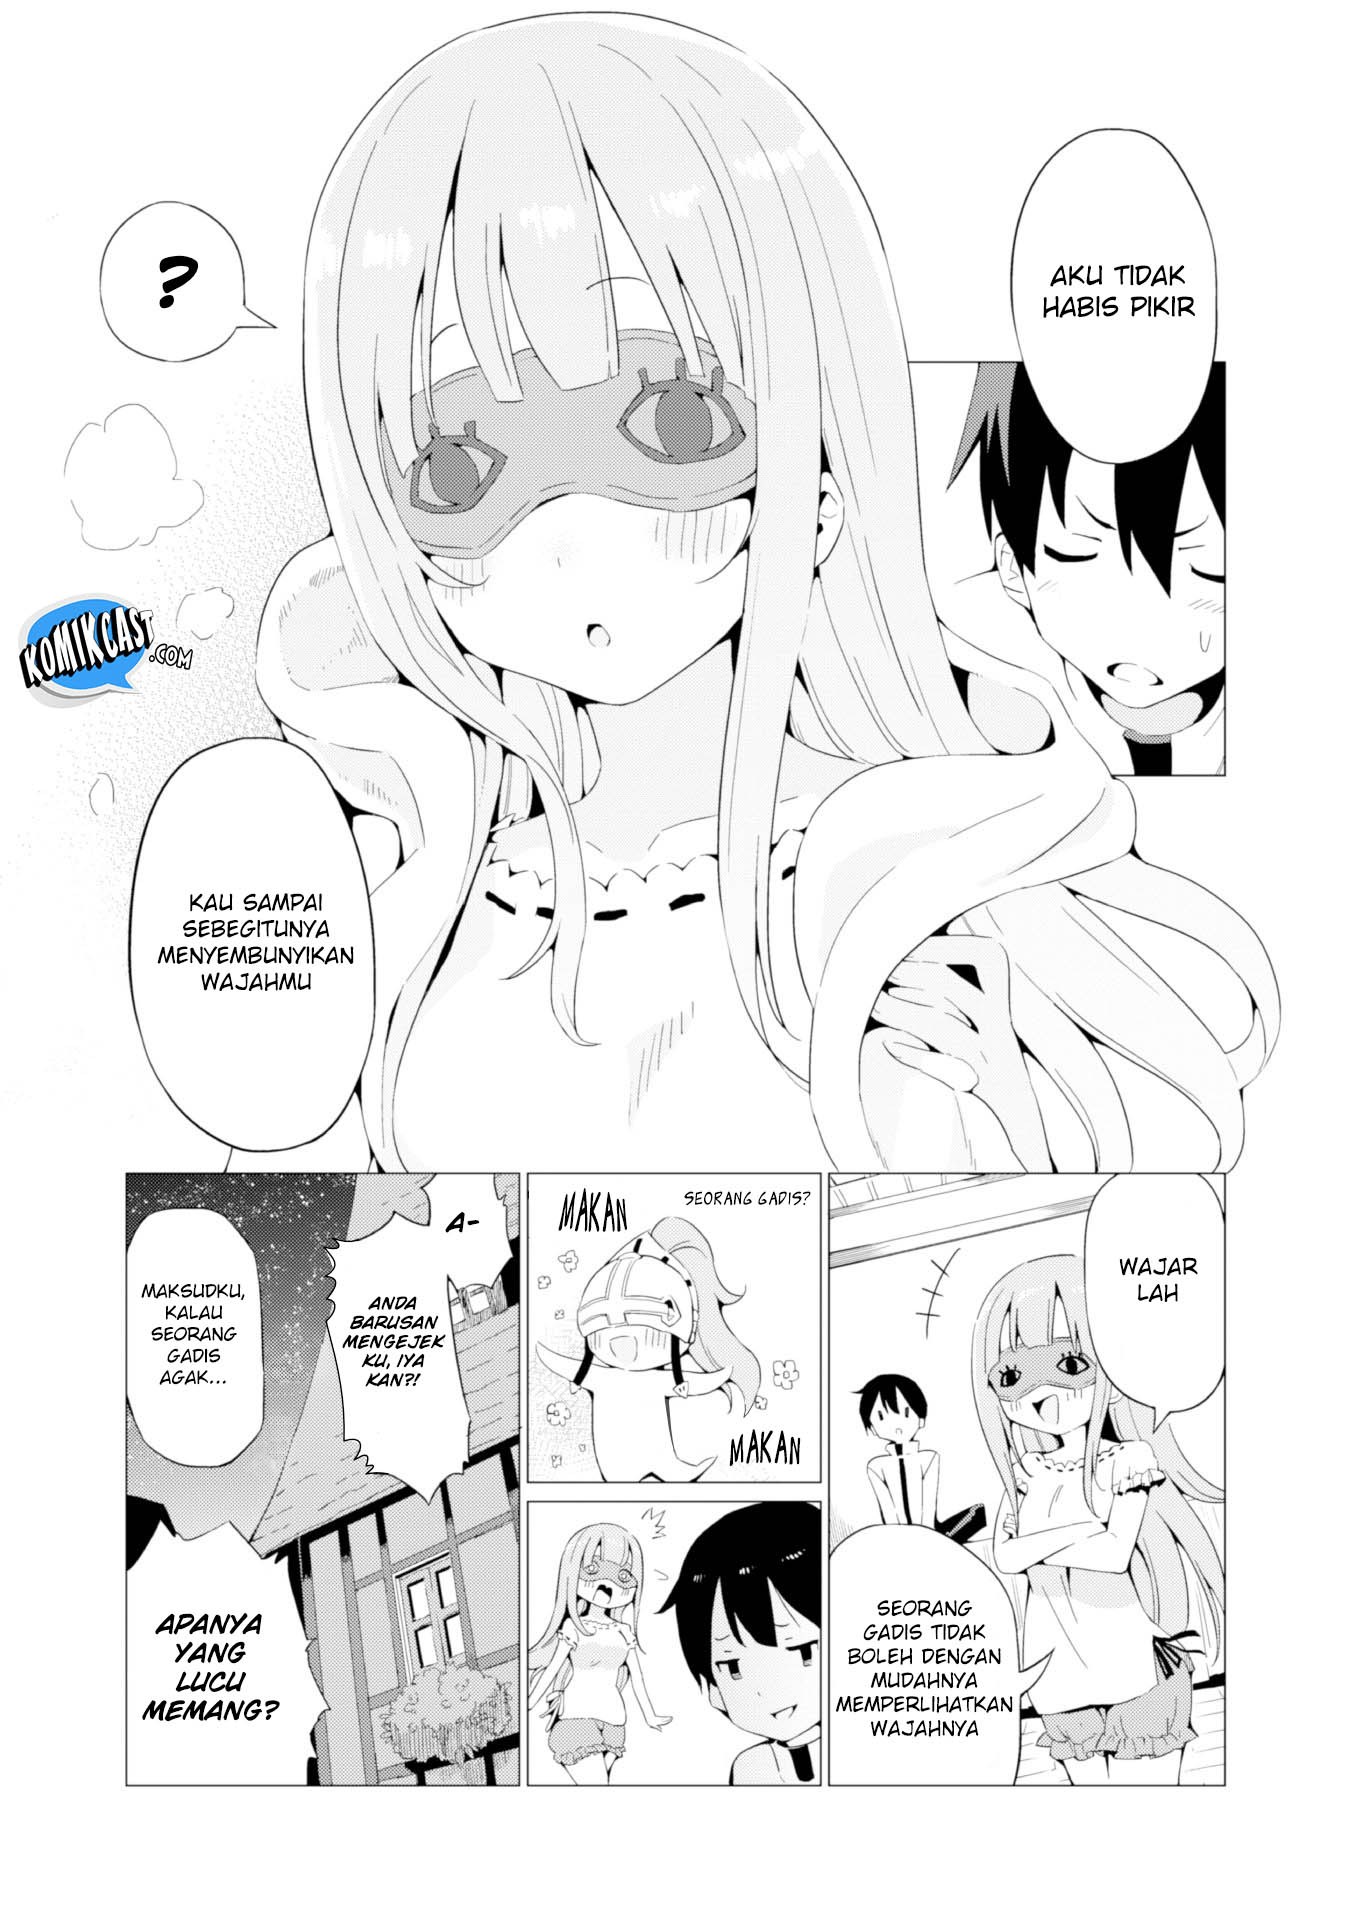 AKU TIDAK
HABIS PIKIR
?
KOMIKCAST
.COM
KAU SAMPAI
SEBEGITUNYA
MENYEMBUNYIKAN
WAJAHMU
WAJAR
LAH
SEORANG
GADIS TIDAK
BOLEH DENGAN
MUDAHNYA
MEMPERLIHATKAN
WAJAHNYA
SEORANG GADIS?
MAKAN
MAKAN
A-
ANDA
BARUSAN
MENGEJEK
KU, IYA
KAN?!
MAKSUDKU,
KALAU
SEORANG
GADIS
AGAK...
APANYA
YANG
LUCU
MEMANG?